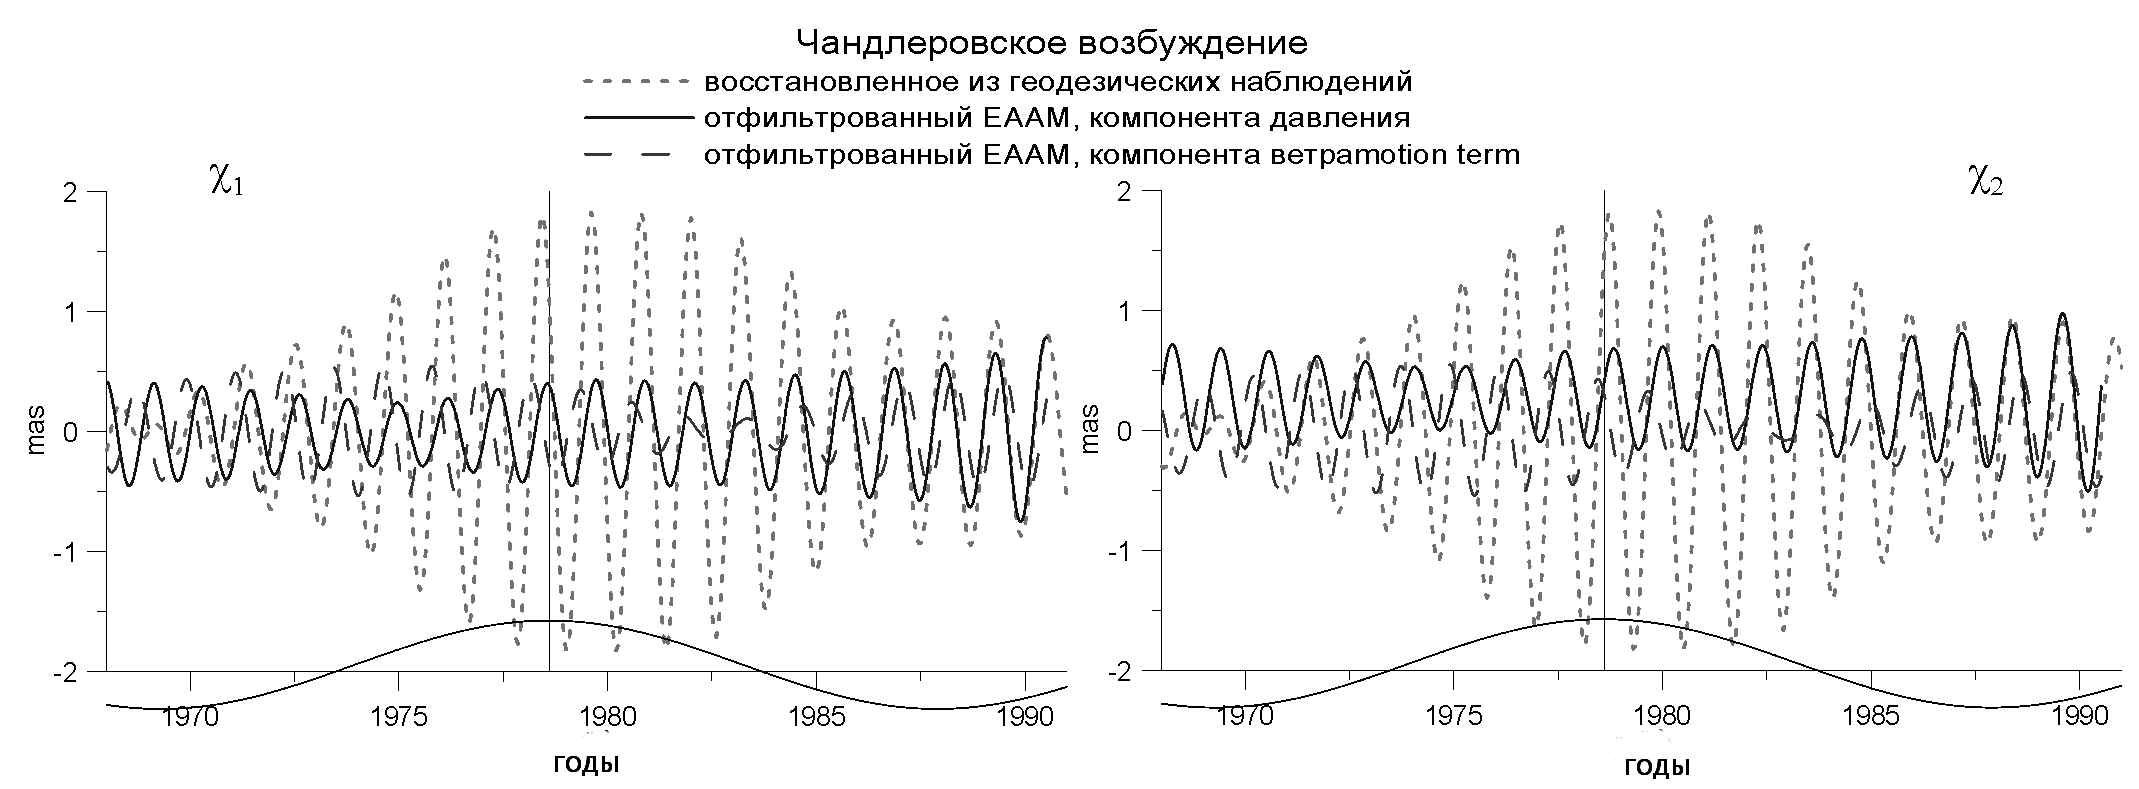 Чандлеровское возбуждение
восстановленное из геодезических наблюдений
отфильтрованный ЕААМ, компонента давления
отфильтрованный ЕААМ, компонента ветраmotion term
χ1
2
1
0
-1
-2
mas
1970 1975 1980 1985 1990
годы
χ2
2
1
0
-1
-2
mas
1970 1975 1980 1985 1990
годы